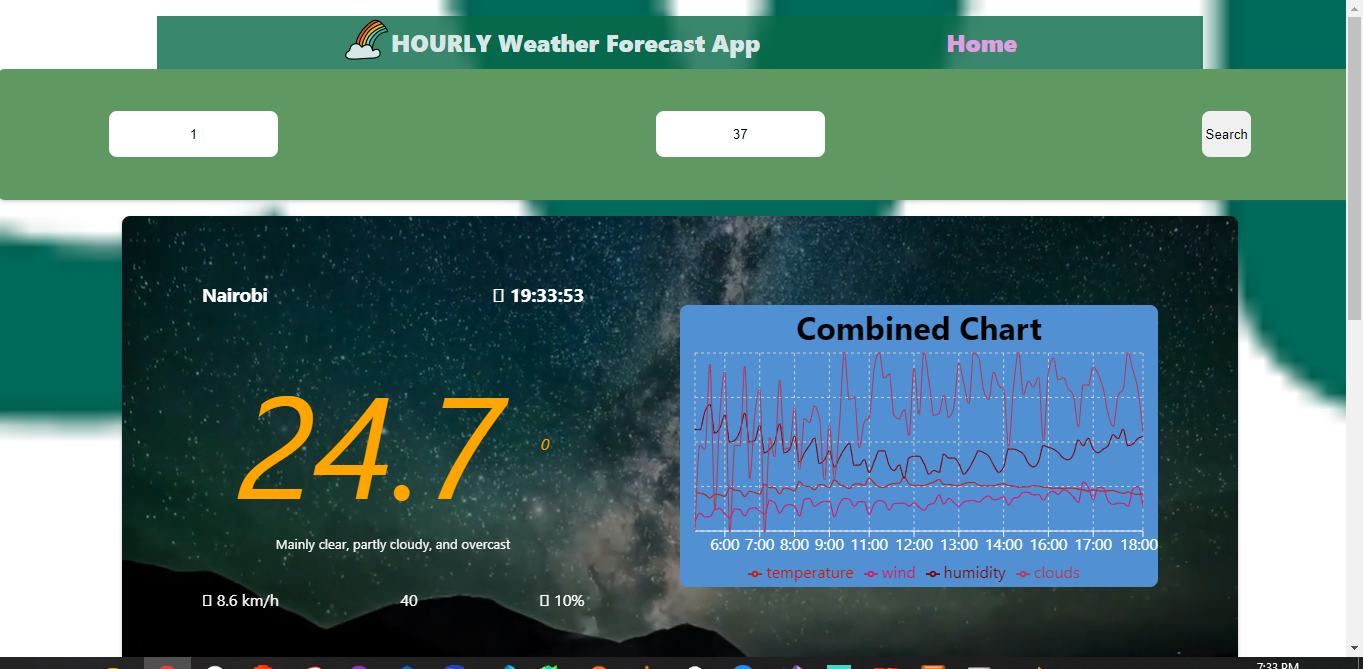 HOURLY Weather Forecast App
Home
1
37
Search
Nairobi
19:33:53
24.7 0
Mainly clear, partly cloudy, and overcast
8.6 km/h
40
10%
Combined Chart
6:00 7:00 8:00 9:00 11:00 12:00 13:00 14:00 16:00 17:00 18:00
temperature wind humidity clouds
7:33 PM